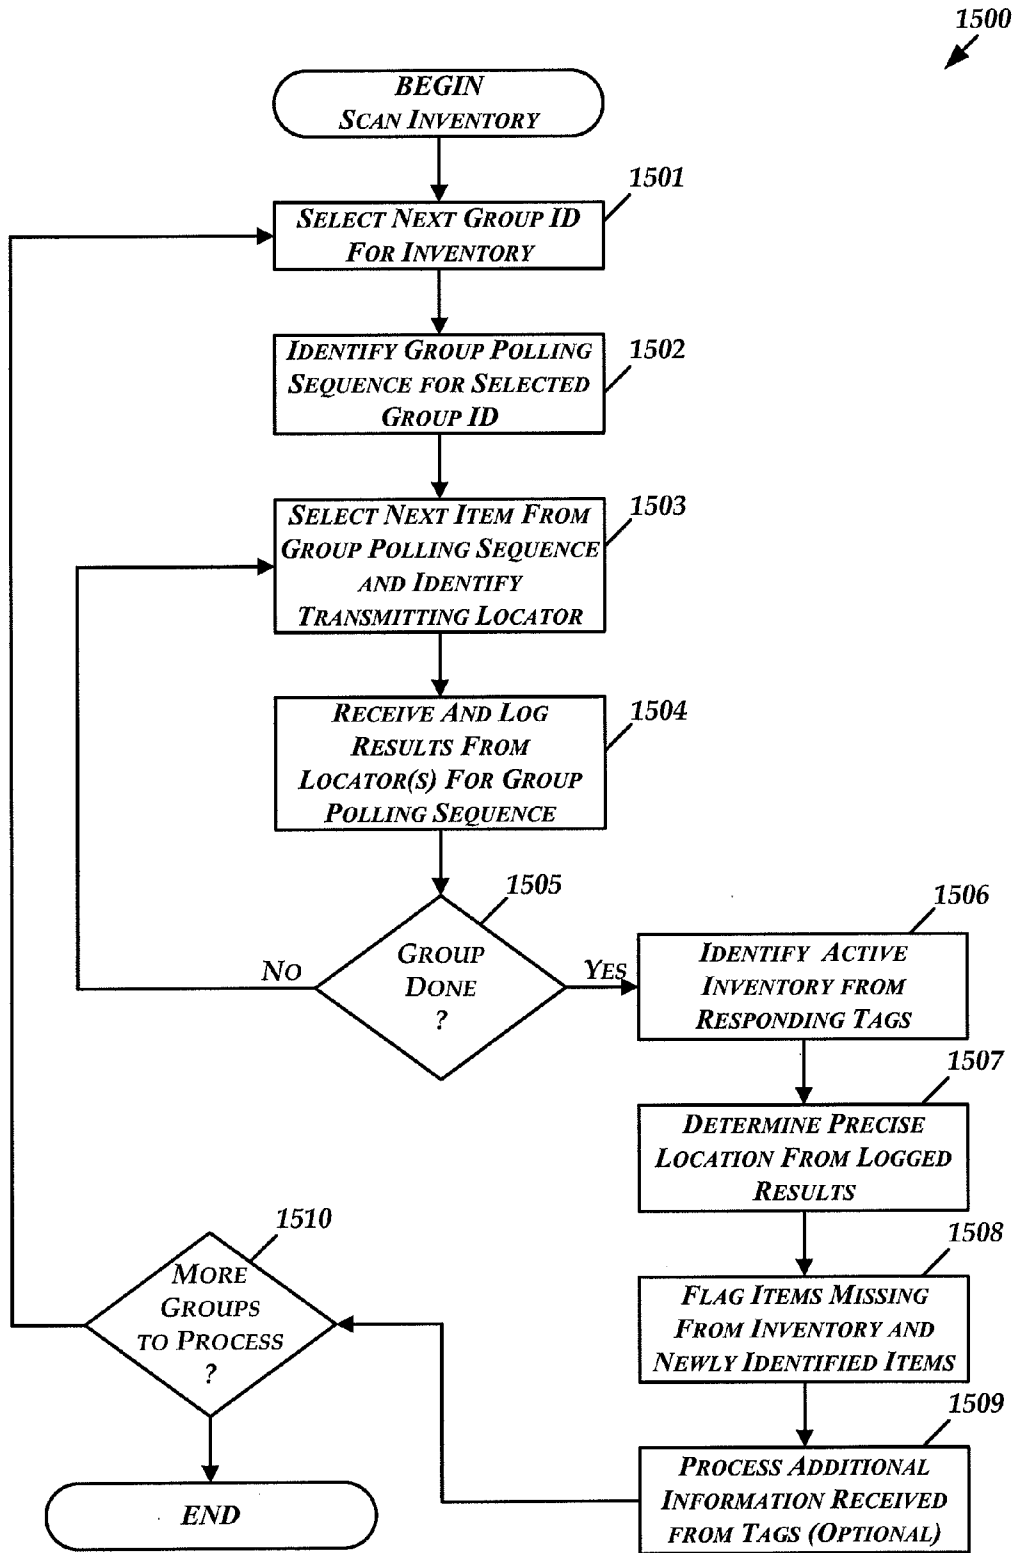 1500
BEGIN
SCAN INVENTORY
1501
SELECT NEXT GROUP ID
FOR INVENTORY
1502
IDENTIFY GROUP POLLING
SEQUENCE FOR SELECTED
GROUP ID
1503
SELECT NEXT ITEM FROM
GROUP POLLING SEQUENCE
AND IDENTIFY
TRANSMITTING LOCATOR
1504
RECEIVE AND LOG
RESULTS FROM
LOCATOR(S) FOR GROUP
POLLING SEQUENCE
1505
GROUP
DONE
?
NO
YES
1506
IDENTIFY ACTIVE
INVENTORY FROM
RESPONDING TAGS
1507
DETERMINE PRECISE
LOCATION FROM LOGGED
RESULTS
1508
FLAG ITEMS MISSING
FROM INVENTORY AND
NEWLY IDENTIFIED ITEMS
1509
PROCESS ADDITIONAL
INFORMATION RECEIVED
FROM TAGS (OPTIONAL)
1510
MORE
GROUPS
TO PROCESS
?
END